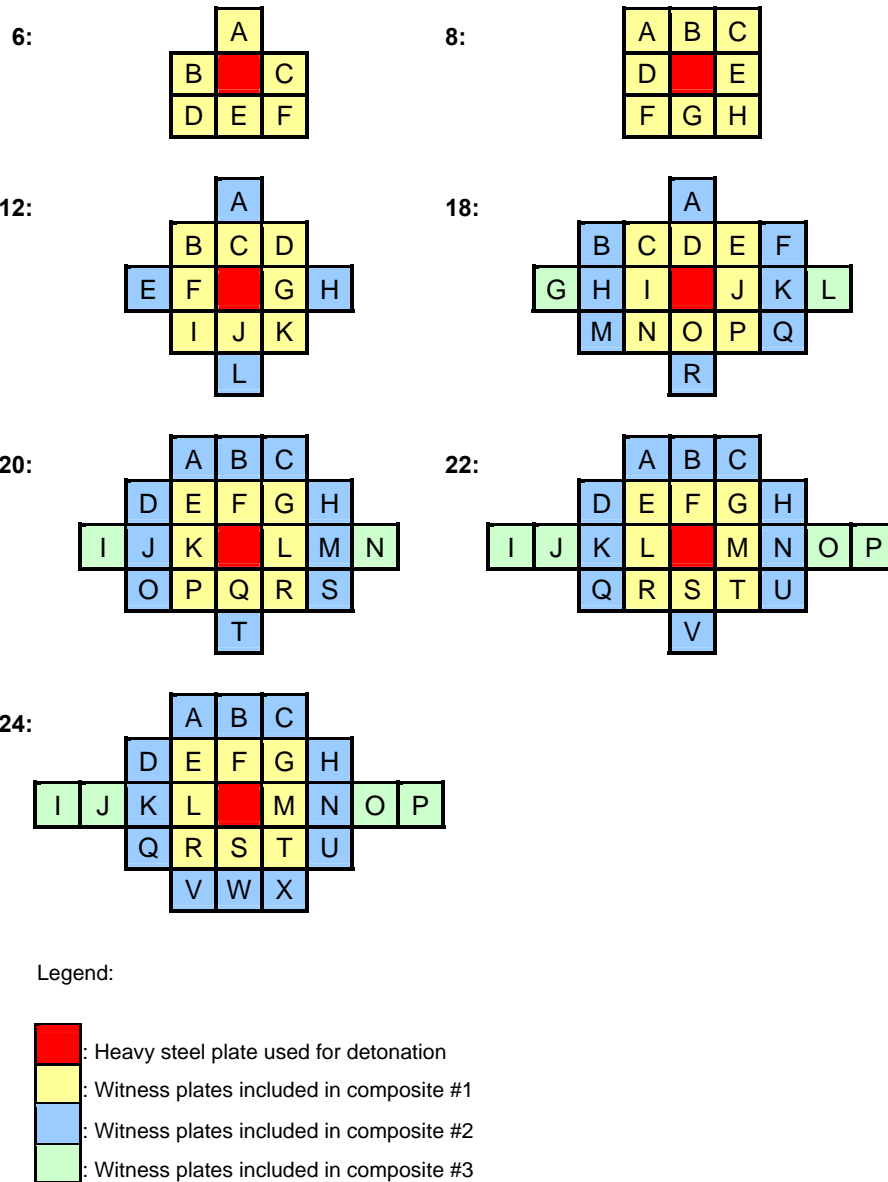 6:
A
B C
D E F
8:
A B C
D E
F G H
12:
A
B C D
E F G H
I J K
L
18:
A
B C D E F
G H I J K L
M N O P Q
R
20:
A B C
D E F G H
I J K L M N
O P Q R S
T
22:
A B C
D E F G H
I J K L M N O P
Q R S T U
V
24:
A B C
D E F G H
I J K L M N O P
Q R S T U
V W X
Legend:
: Heavy steel plate used for detonation
: Witness plates included in composite #1
: Witness plates included in composite #2
: Witness plates included in composite #3